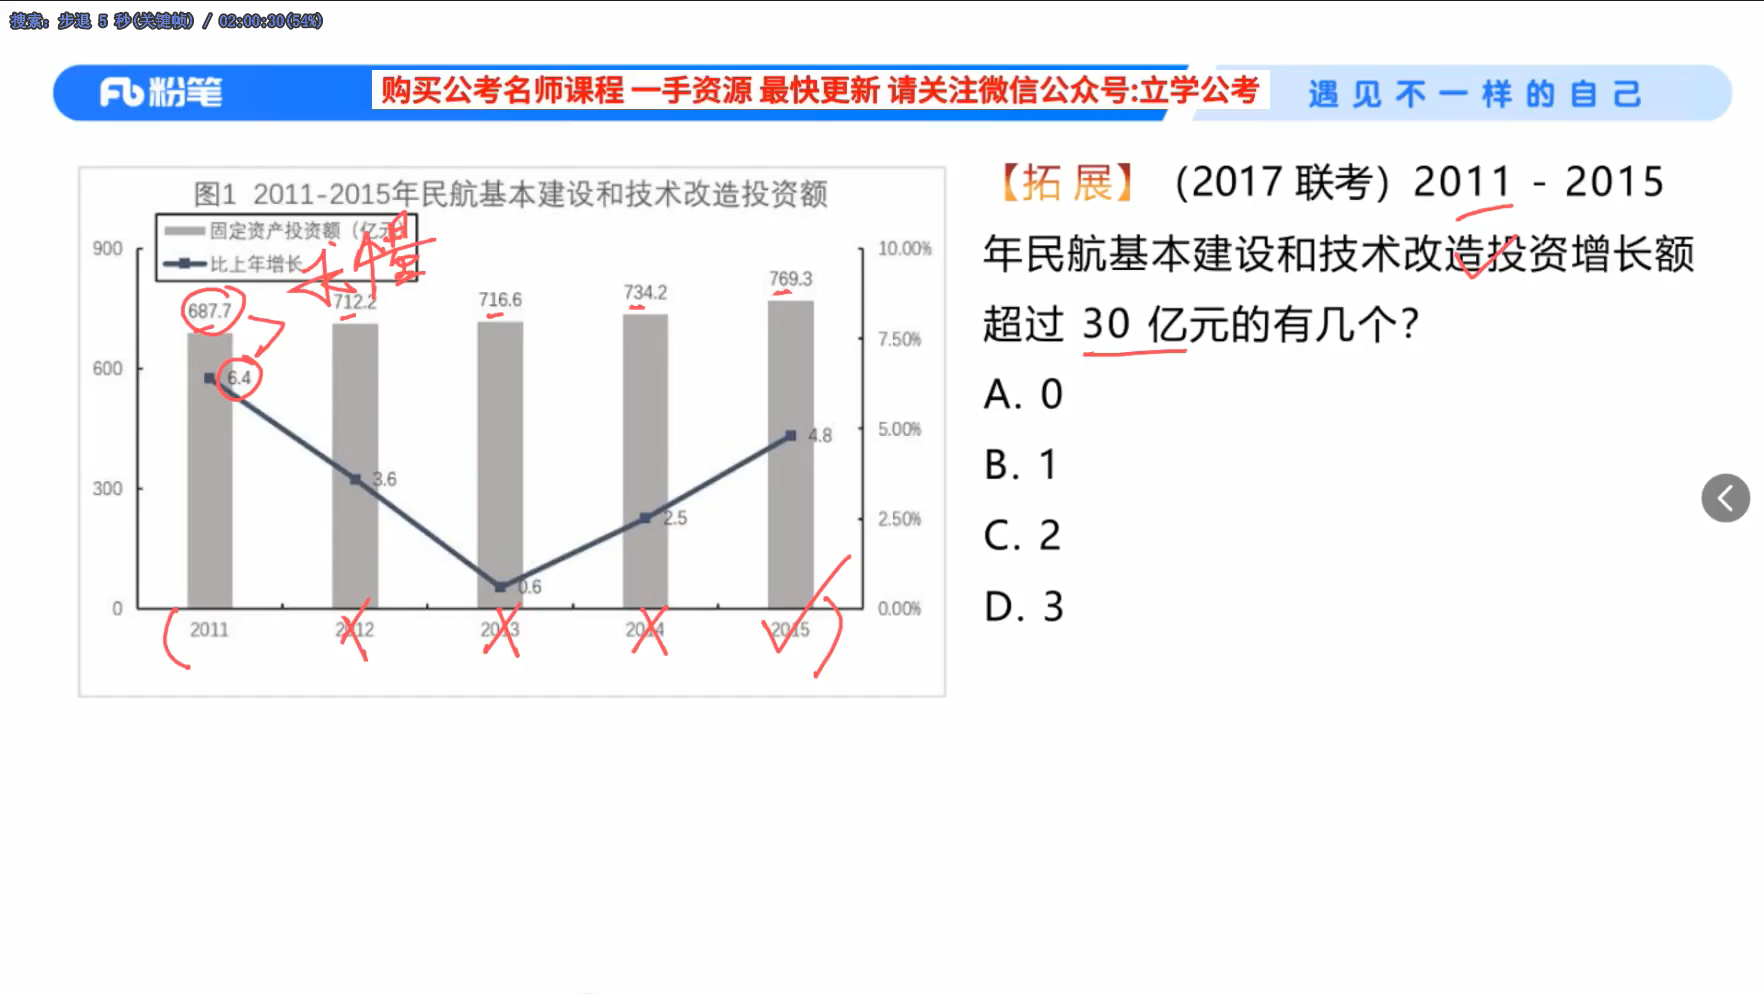 搜索: 步退 5 秒(关键帧) / 02:00:30(54%)
粉笔
购买公考名师课程 一手资源 最快更新 请关注微信公众号:立学公考
遇见不一样的自己
图1 2011-2015年民航基本建设和技术改造投资额
固定资产投资额（亿元）
比上年增长
求增量
900
600
300
0
10.00%
7.50%
5.00%
2.50%
0.00%
687.7
712.2
716.6
734.2
769.3
6.4
3.6
0.6
2.5
4.8
2011
2012
2013
2014
2015
【拓展】（2017 联考）2011 - 2015
年民航基本建设和技术改造投资增长额
超过 30 亿元的有几个？
A. 0
B. 1
C. 2
D. 3